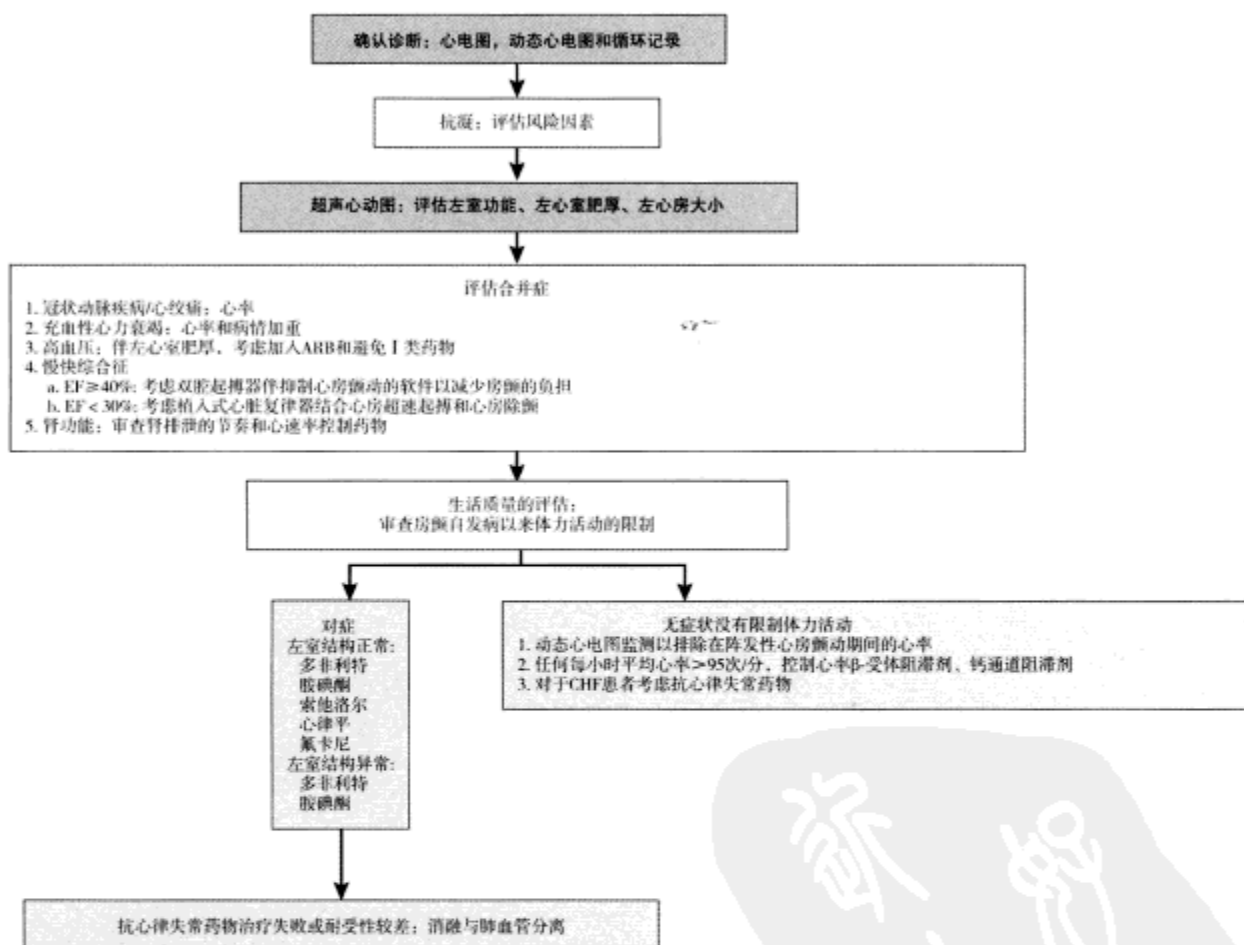 确认诊断：心电图，动态心电图和循环记录
抗凝：评估风险因素
超声心动图：评估左室功能、左心室肥厚、左心房大小
评估合并症
1. 冠状动脉疾病/心绞痛：心率
2. 充血性心力衰竭：心率和病情加重
3. 高血压：伴左心室肥厚，考虑加入ARB和避免Ⅰ类药物
4. 慢快综合征
a. EF≥40%: 考虑双腔起搏器伴抑制心房颤动的软件以减少房颤的负担
b. EF＜30%: 考虑植入式心脏复律器结合心房超速起搏和心房除颤
5. 肾功能：审查肾排泄的节奏和心速率控制药物
生活质量的评估：
审查房颤自发病以来体力活动的限制
对症
左室结构正常:
多非利特
胺碘酮
索他洛尔
心律平
氟卡尼
左室结构异常:
多非利特
胺碘酮
无症状没有限制体力活动
1. 动态心电图监测以排除在阵发性心房颤动期间的心率
2. 任何每小时平均心率＞95次/分，控制心率β-受体阻滞剂、钙通道阻滞剂
3. 对于CHF患者考虑抗心律失常药物
抗心律失常药物治疗失败或耐受性较差：消融与肺血管分离